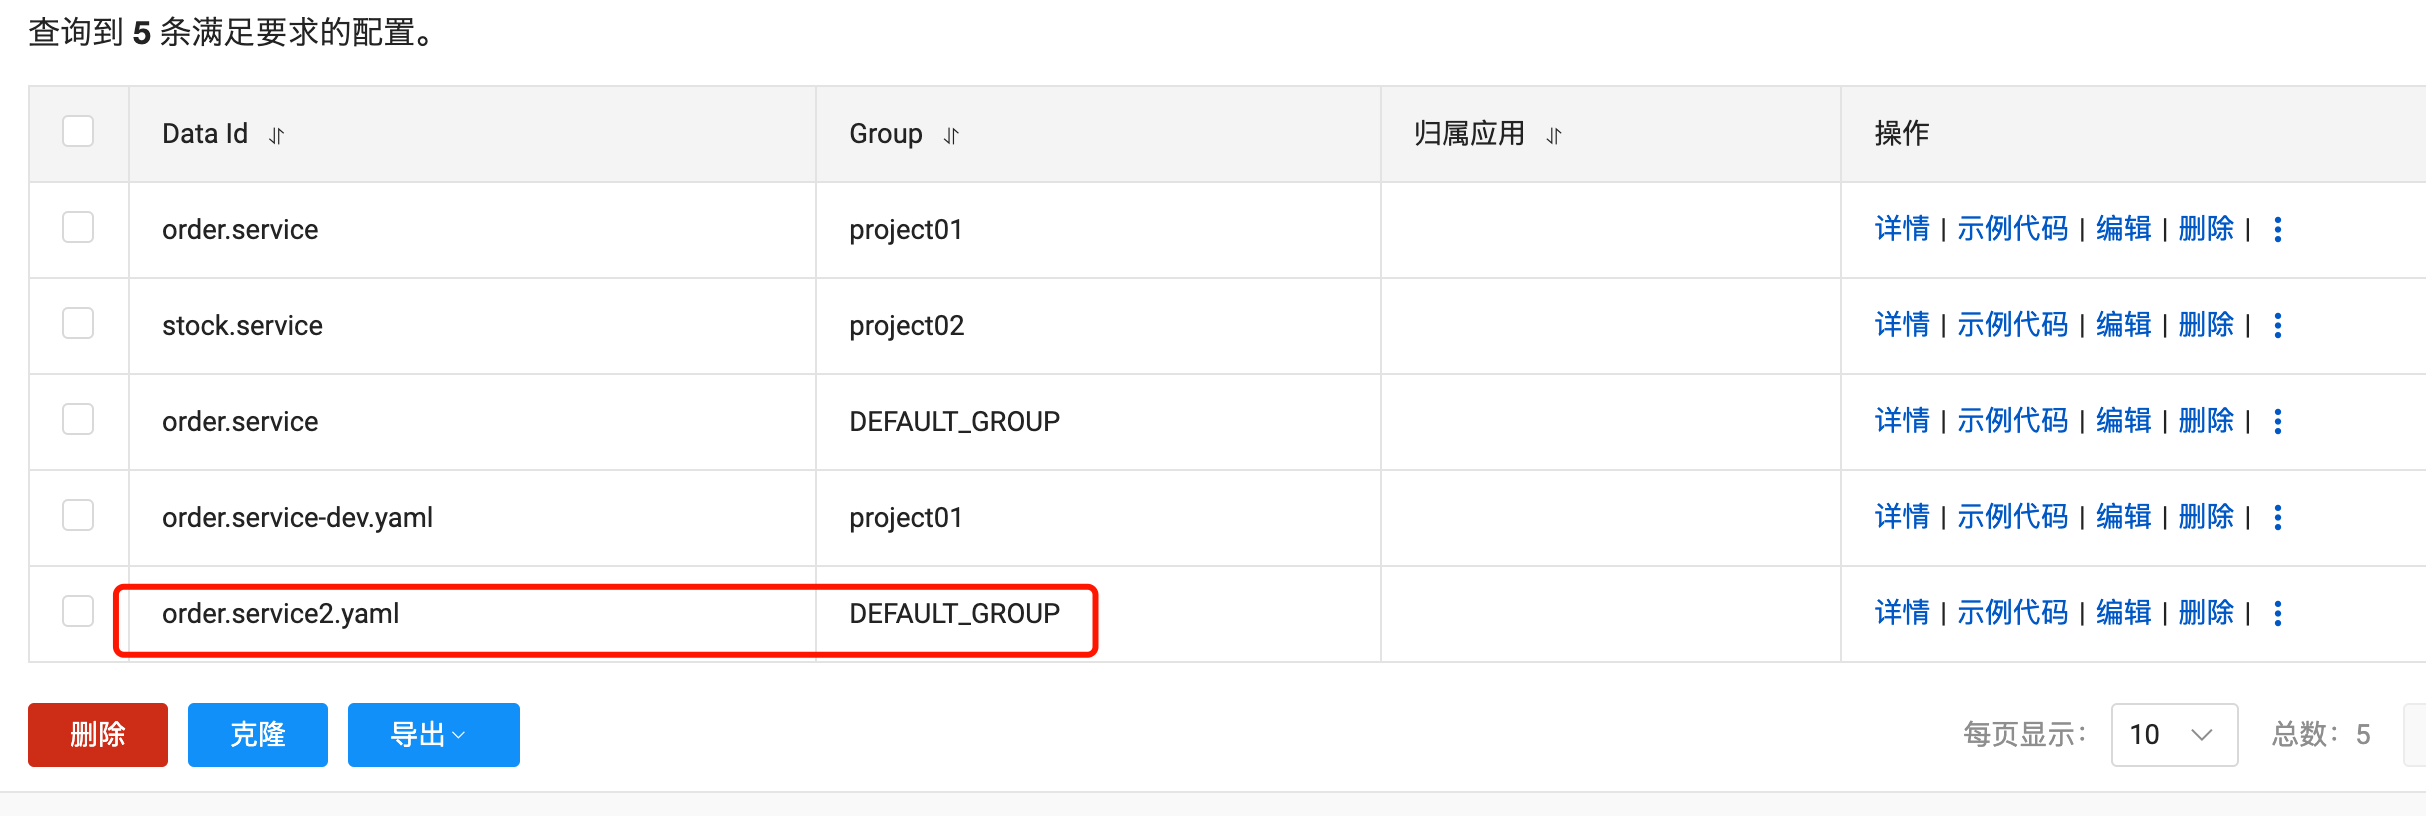 查询到 5 条满足要求的配置。
Data Id Group 归属应用 操作
order.service project01 详情 | 示例代码 | 编辑 | 删除 |
stock.service project02 详情 | 示例代码 | 编辑 | 删除 |
order.service DEFAULT_GROUP 详情 | 示例代码 | 编辑 | 删除 |
order.service-dev.yaml project01 详情 | 示例代码 | 编辑 | 删除 |
order.service2.yaml DEFAULT_GROUP 详情 | 示例代码 | 编辑 | 删除 |
删除 克隆 导出 每页显示： 10 总数：5